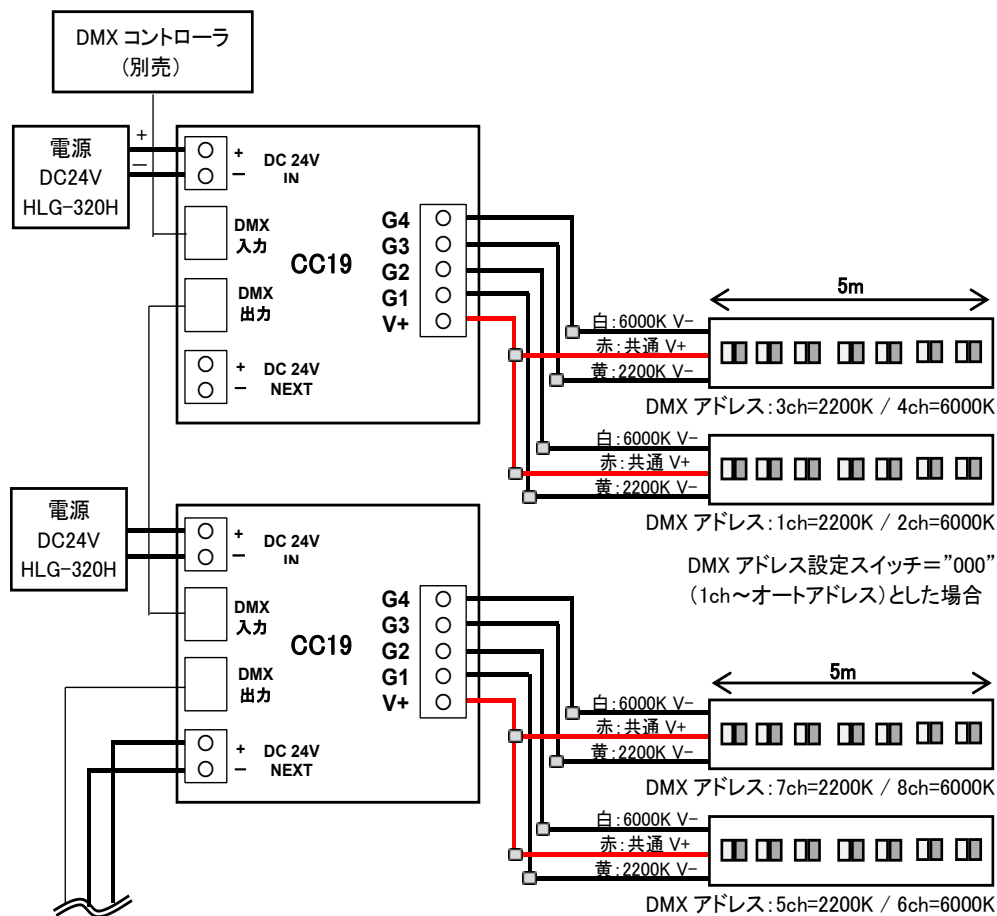 DMX コントローラ
(別売)
電源
DC24V
HLG-320H
+
−
+
−
DC 24V
IN
DMX
入力
DMX
出力
+
−
DC 24V
NEXT
CC19
G4
G3
G2
G1
V+
5m
白:6000K V-
赤:共通 V+
黄:2200K V-
DMX アドレス:3ch=2200K / 4ch=6000K
白:6000K V-
赤:共通 V+
黄:2200K V-
DMX アドレス:1ch=2200K / 2ch=6000K
DMX アドレス設定スイッチ="000"
(1ch～オートアドレス)とした場合
電源
DC24V
HLG-320H
+
−
DC 24V
IN
DMX
入力
DMX
出力
+
−
DC 24V
NEXT
CC19
G4
G3
G2
G1
V+
5m
白:6000K V-
赤:共通 V+
黄:2200K V-
DMX アドレス:7ch=2200K / 8ch=6000K
白:6000K V-
赤:共通 V+
黄:2200K V-
DMX アドレス:5ch=2200K / 6ch=6000K